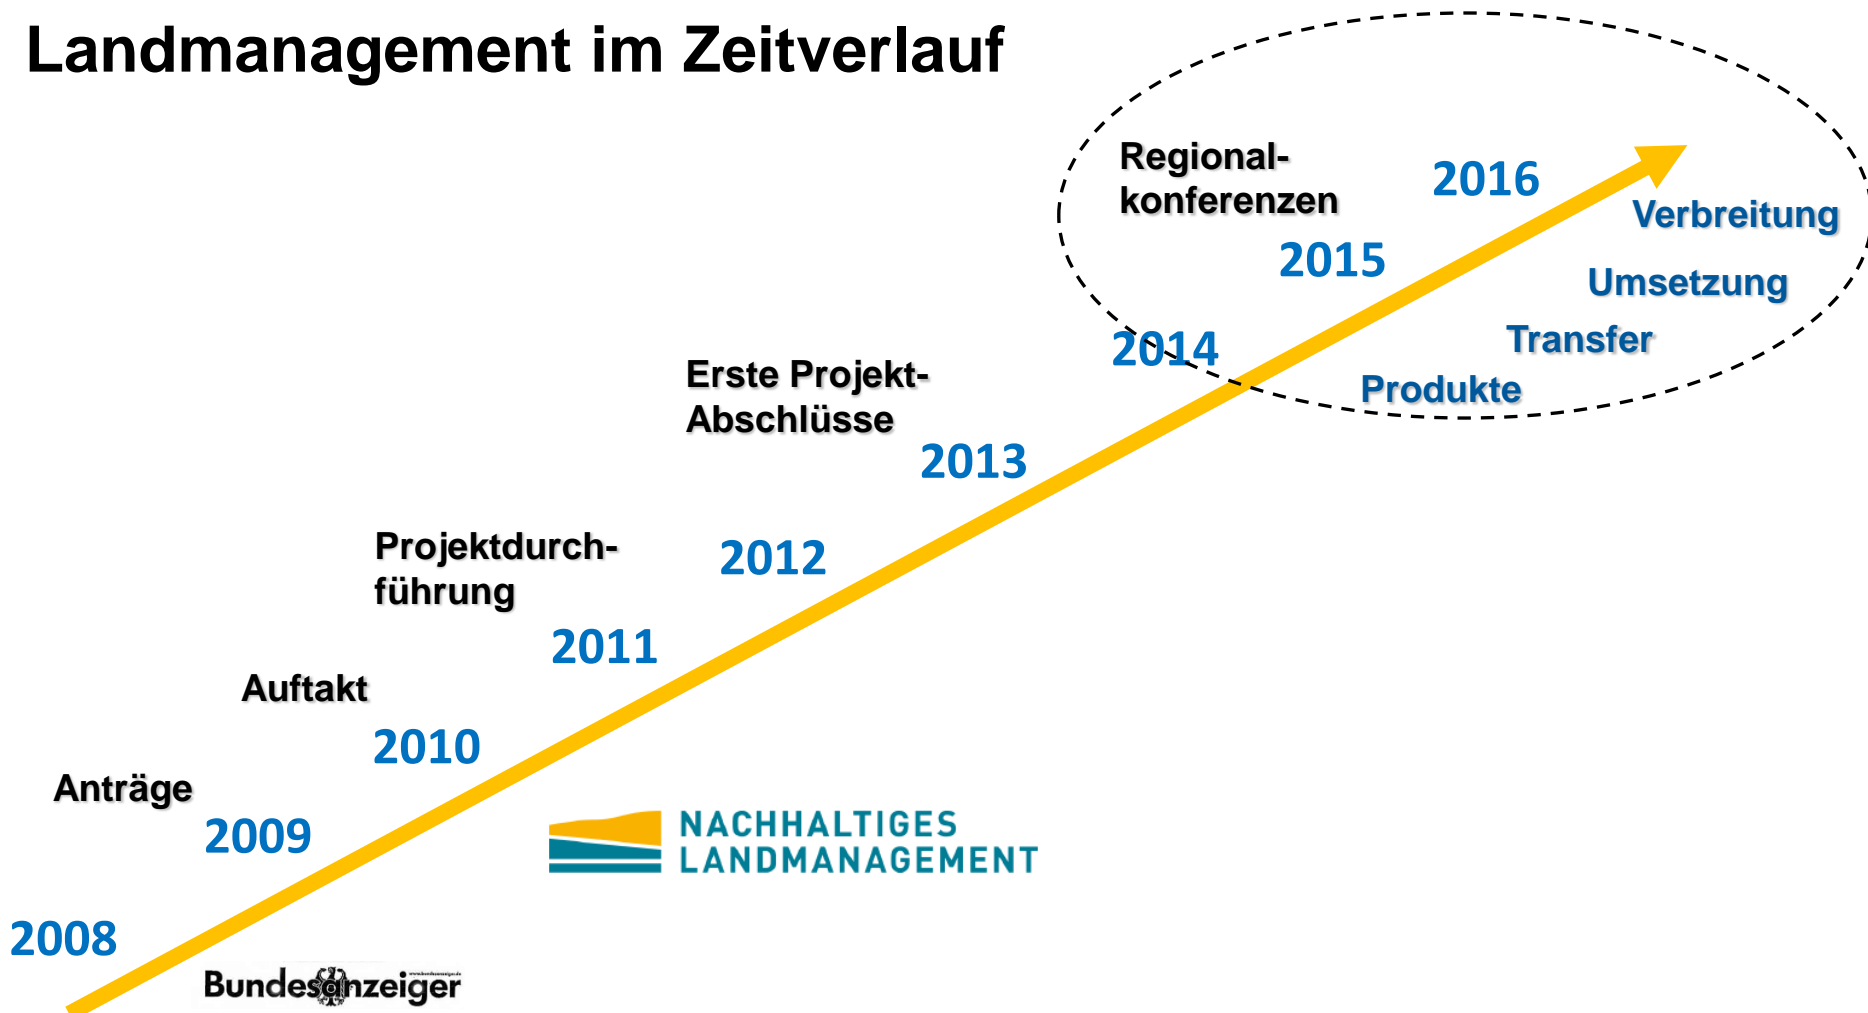 Landmanagement im Zeitverlauf
Regional-
konferenzen
2016
Verbreitung
2015
Umsetzung
2014
Transfer
Erste Projekt-
Abschlüsse
Produkte
2013
Projektdurch-
führung
2012
2011
Auftakt
2010
Anträge
2009
NACHHALTIGES
LANDMANAGEMENT
2008
Bundesanzeiger